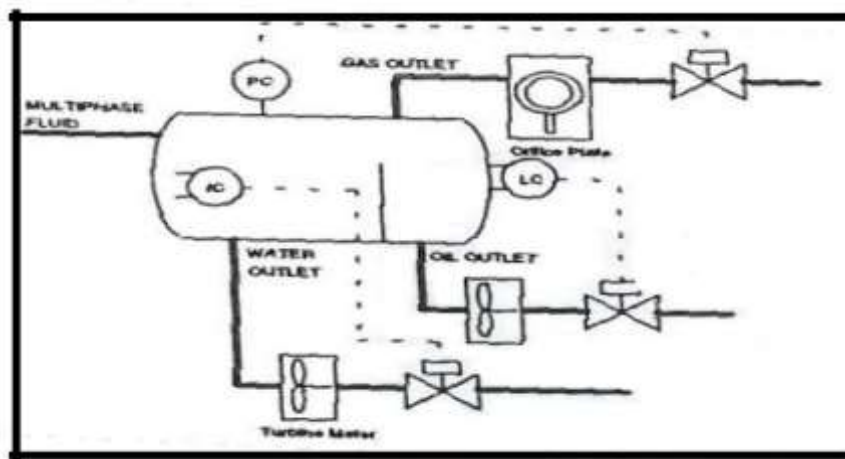 PC
GAS OUTLET
MULTIPHASE
FLUID
Orifice Plate
IC
LC
WATER
OUTLET
OIL OUTLET
Turbine Meter